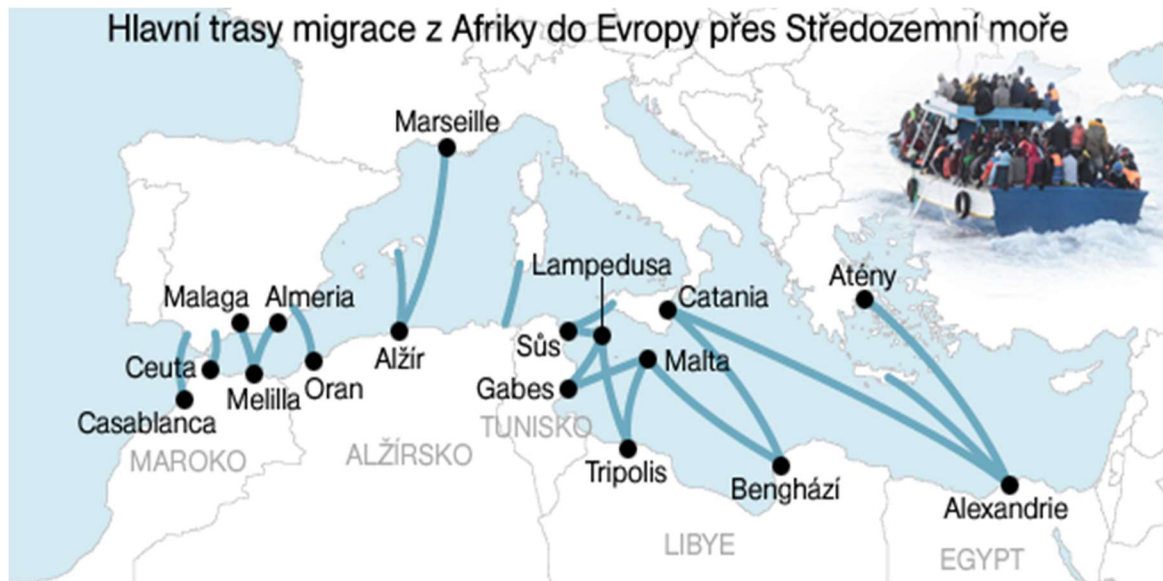 Hlavní trasy migrace z Afriky do Evropy přes Středozemní moře
Marseille
Lampedusa
Atény
Malaga
Almeria
Catania
Sůs
Alžír
Malta
Ceuta
Oran
Melilla
Gabes
Casablanca
TUNISKO
MAROKO
ALŽÍRSKO
Tripolis
Benghází
Alexandrie
LIBYE
EGYPT